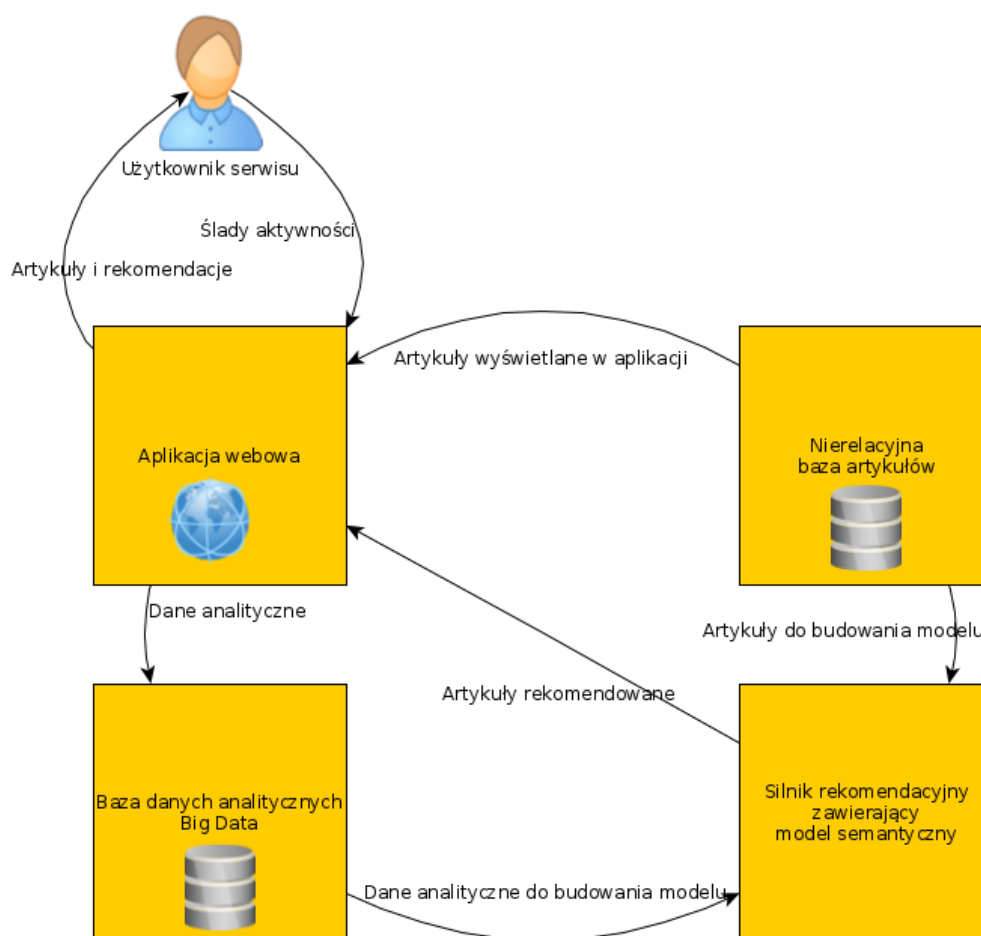 Użytkownik serwisu
Ślady aktywności
Artykuły i rekomendacje
Artykuły wyświetlane w aplikacji
Aplikacja webowa
Nierelacyjna
baza artykułów
Dane analityczne
Artykuły do budowania modelu
Artykuły rekomendowane
Baza danych analitycznych
Big Data
Silnik rekomendacyjny
zawierający
model semantyczny
Dane analityczne do budowania modelu